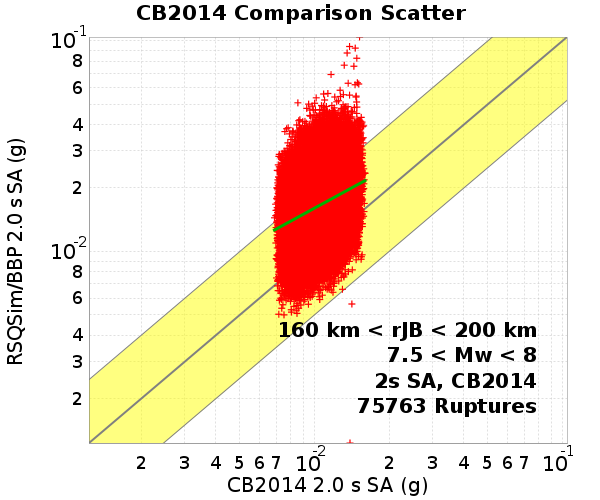 CB2014 Comparison Scatter
10^-1
8
6
4
3
2
10^-2
8
6
4
3
2
RSQSim/BBP 2.0 s SA (g)
160 km < rJB < 200 km
7.5 < Mw < 8
2s SA, CB2014
75763 Ruptures
2 3 4 5 6 7 10^-2 2 3 4 5 6 7 10^-1
CB2014 2.0 s SA (g)